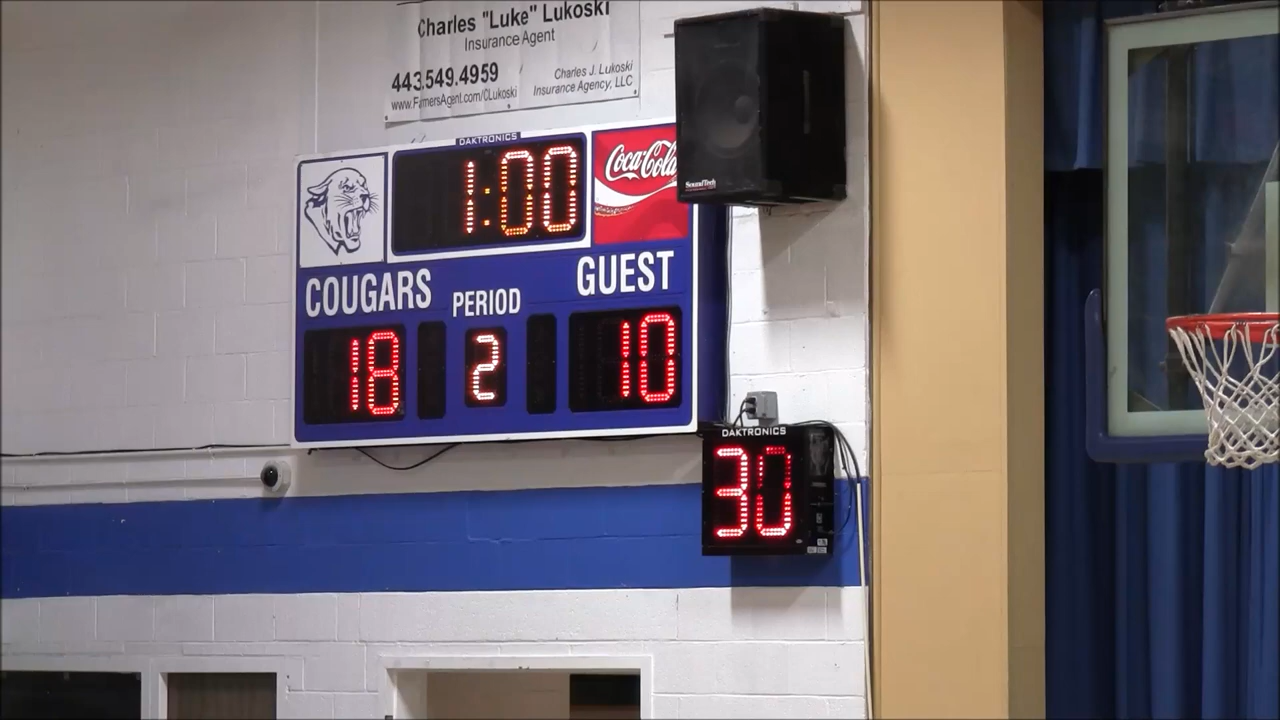 Charles "Luke" Lukoski
Insurance Agent
443.549.4959
www.FarmersAgent.com/CLukoski
Charles J. Lukoski
Insurance Agency, LLC
DAKTRONICS
1:00
Coca-Cola
SoundTech
COUGARS
PERIOD
GUEST
18
2
10
DAKTRONICS
30